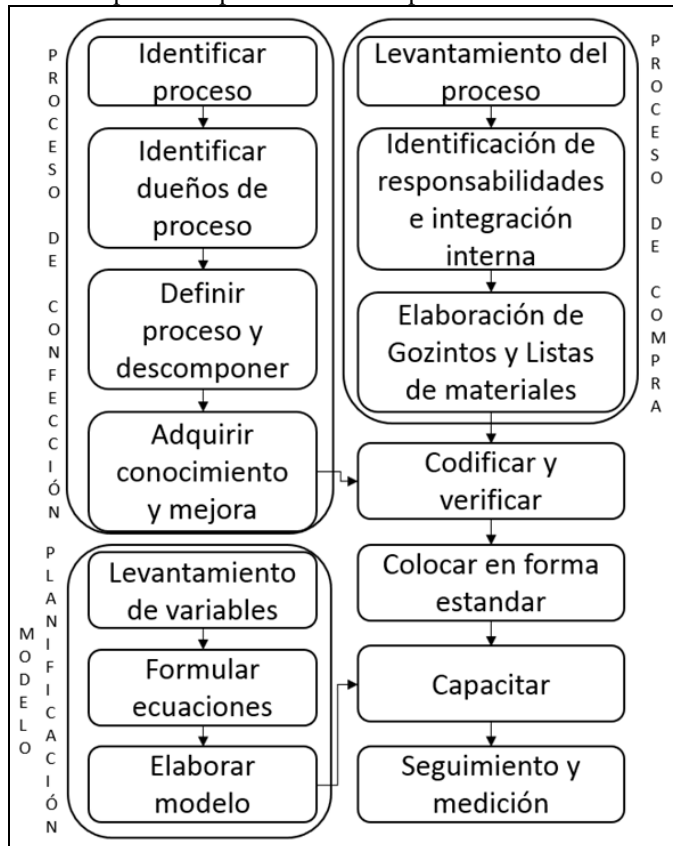 PROCESO DE CONFECCIÓN
Identificar
proceso
Identificar
dueños de
proceso
Definir
proceso y
descomponer
Adquirir
conocimiento
y mejora
PROCESO DE COMPRA
Levantamiento del
proceso
Identificación de
responsabilidades
e integración
interna
Elaboración de
Gozintos y Listas
de materiales
Codificar y
verificar
Colocar en forma
estandar
Capacitar
Seguimiento y
medición
MODELO
PLANIFICACIÓN
Levantamiento
de variables
Formular
ecuaciones
Elaborar
modelo